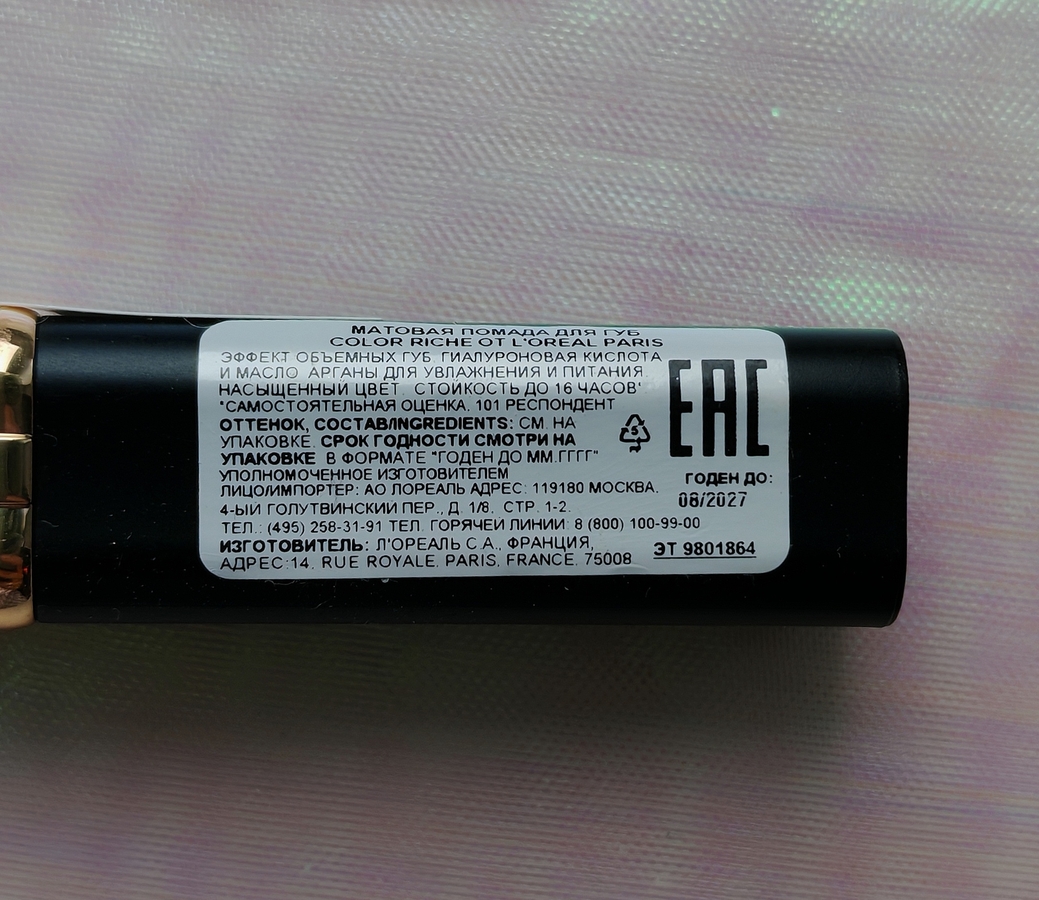 МАТОВАЯ ПОМАДА ДЛЯ ГУБ
COLOR RICHE ОТ L'OREAL PARIS
ЭФФЕКТ ОБЪЕМНЫХ ГУБ. ГИАЛУРОНОВАЯ КИСЛОТА
И МАСЛО АРГАНЫ ДЛЯ УВЛАЖНЕНИЯ И ПИТАНИЯ.
НАСЫЩЕННЫЙ ЦВЕТ. СТОЙКОСТЬ ДО 16 ЧАСОВ*
*САМОСТОЯТЕЛЬНАЯ ОЦЕНКА, 101 РЕСПОНДЕНТ
ОТТЕНОК, СОСТАВ/INGREDIENTS: СМ. НА
УПАКОВКЕ. СРОК ГОДНОСТИ СМОТРИ НА
УПАКОВКЕ В ФОРМАТЕ "ГОДЕН ДО ММ.ГГГГ"
УПОЛНОМОЧЕННОЕ ИЗГОТОВИТЕЛЕМ
ЛИЦО/ИМПОРТЕР: АО ЛОРЕАЛЬ АДРЕС: 119180 МОСКВА,
4-ЫЙ ГОЛУТВИНСКИЙ ПЕР., Д. 1/8, СТР. 1-2.
ТЕЛ.: (495) 258-31-91 ТЕЛ. ГОРЯЧЕЙ ЛИНИИ: 8 (800) 100-99-00
ИЗГОТОВИТЕЛЬ: Л'ОРЕАЛЬ С.А., ФРАНЦИЯ,
АДРЕС:14, RUE ROYALE, PARIS, FRANCE, 75008
EAC
5
ГОДЕН ДО:
08/2027
ЭТ 9801864